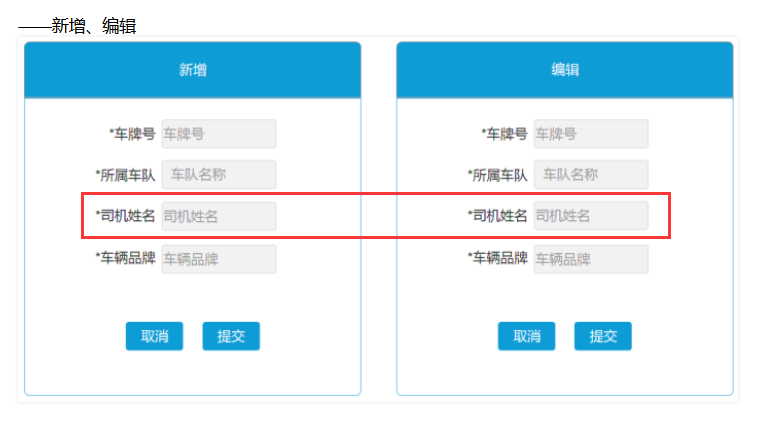 ——新增、编辑
新增
*车牌号 车牌号
*所属车队 车队名称
*司机姓名 司机姓名
*车辆品牌 车辆品牌
取消 提交
编辑
*车牌号 车牌号
*所属车队 车队名称
*司机姓名 司机姓名
*车辆品牌 车辆品牌
取消 提交